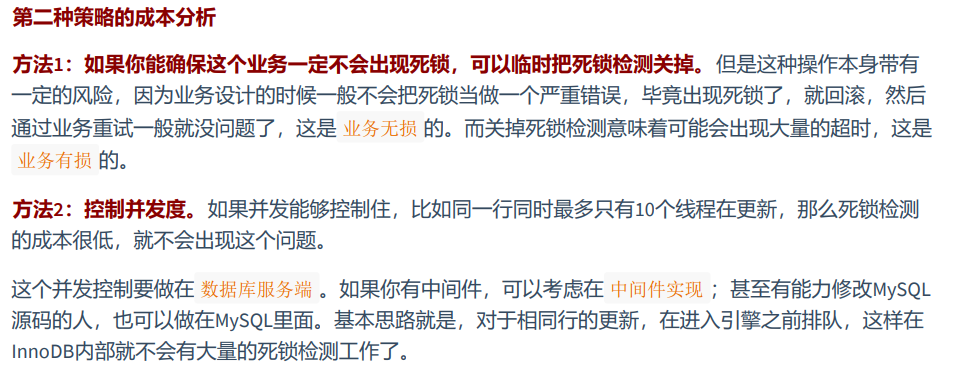 第二种策略的成本分析
方法1：如果你能确保这个业务一定不会出现死锁，可以临时把死锁检测关掉。但是这种操作本身带有
一定的风险，因为业务设计的时候一般不会把死锁当做一个严重错误，毕竟出现死锁了，就回滚，然后
通过业务重试一般就没问题了，这是 业务无损 的。而关掉死锁检测意味着可能会出现大量的超时，这是
业务有损 的。
方法2：控制并发度。如果并发能够控制住，比如同一行同时最多只有10个线程在更新，那么死锁检测
的成本很低，就不会出现这个问题。
这个并发控制要做在 数据库服务端 。如果你有中间件，可以考虑在 中间件实现 ；甚至有能力修改MySQL
源码的人，也可以做在MySQL里面。基本思路就是，对于相同行的更新，在进入引擎之前排队，这样在
InnoDB内部就不会有大量的死锁检测工作了。